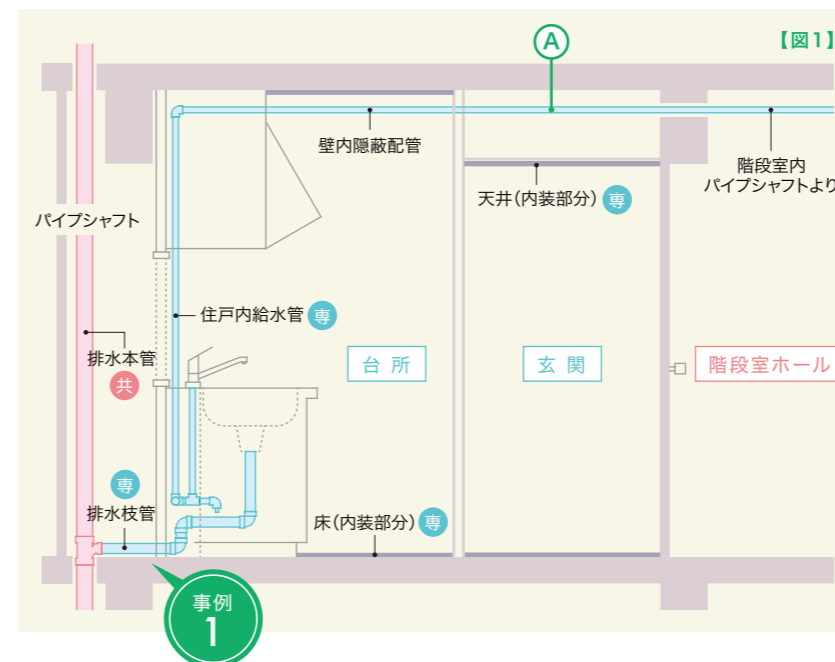 A
【図1】
壁内隠蔽配管
階段室内
パイプシャフトより
天井（内装部分） 専
パイプシャフト
住戸内給水管 専
排水本管
共
台所
玄関
階段室ホール
専
排水枝管
床（内装部分） 専
事例
1